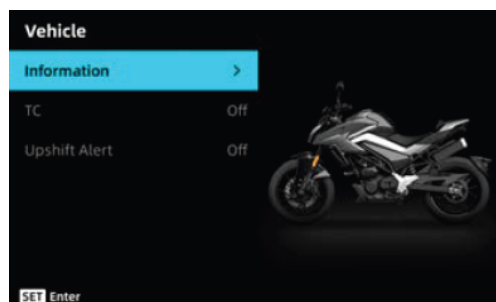 Vehicle
Information >
TC Off
Upshift Alert Off
SET Enter